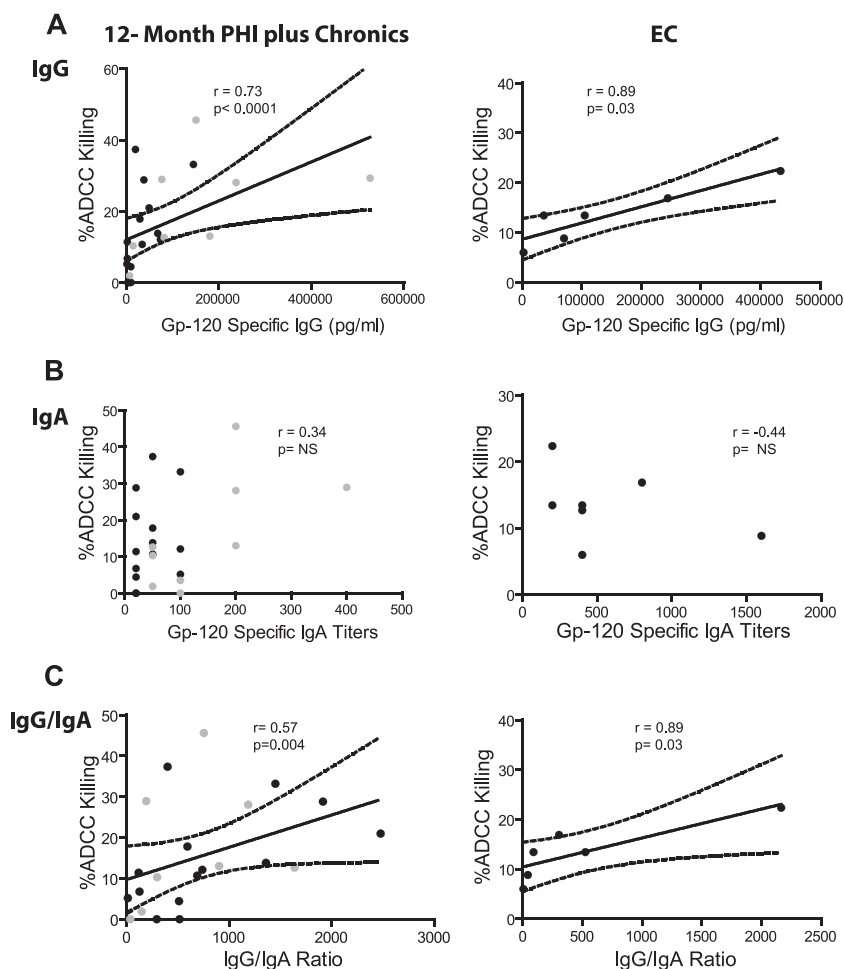 A
12- Month PHI plus Chronics
EC
IgG
%ADCC Killing
60
40
20
0
r = 0.73
p< 0.0001
0
200000
400000
600000
Gp-120 Specific IgG (pg/ml)
%ADCC Killing
40
30
20
10
0
r = 0.89
p= 0.03
0
100000
200000
300000
400000
500000
Gp-120 Specific IgG (pg/ml)
B
IgA
%ADCC Killing
50
40
30
20
10
0
r = 0.34
p= NS
0
100
200
300
400
500
Gp-120 Specific IgA Titers
%ADCC Killing
30
20
10
0
r = -0.44
p= NS
0
500
1000
1500
2000
Gp-120 Specific IgA Titers
C
IgG/IgA
%ADCC Killing
50
40
30
20
10
0
r= 0.57
p=0.004
0
1000
2000
3000
IgG/IgA Ratio
%ADCC Killing
40
30
20
10
0
r = 0.89
p= 0.03
0
500
1000
1500
2000
2500
IgG/IgA Ratio